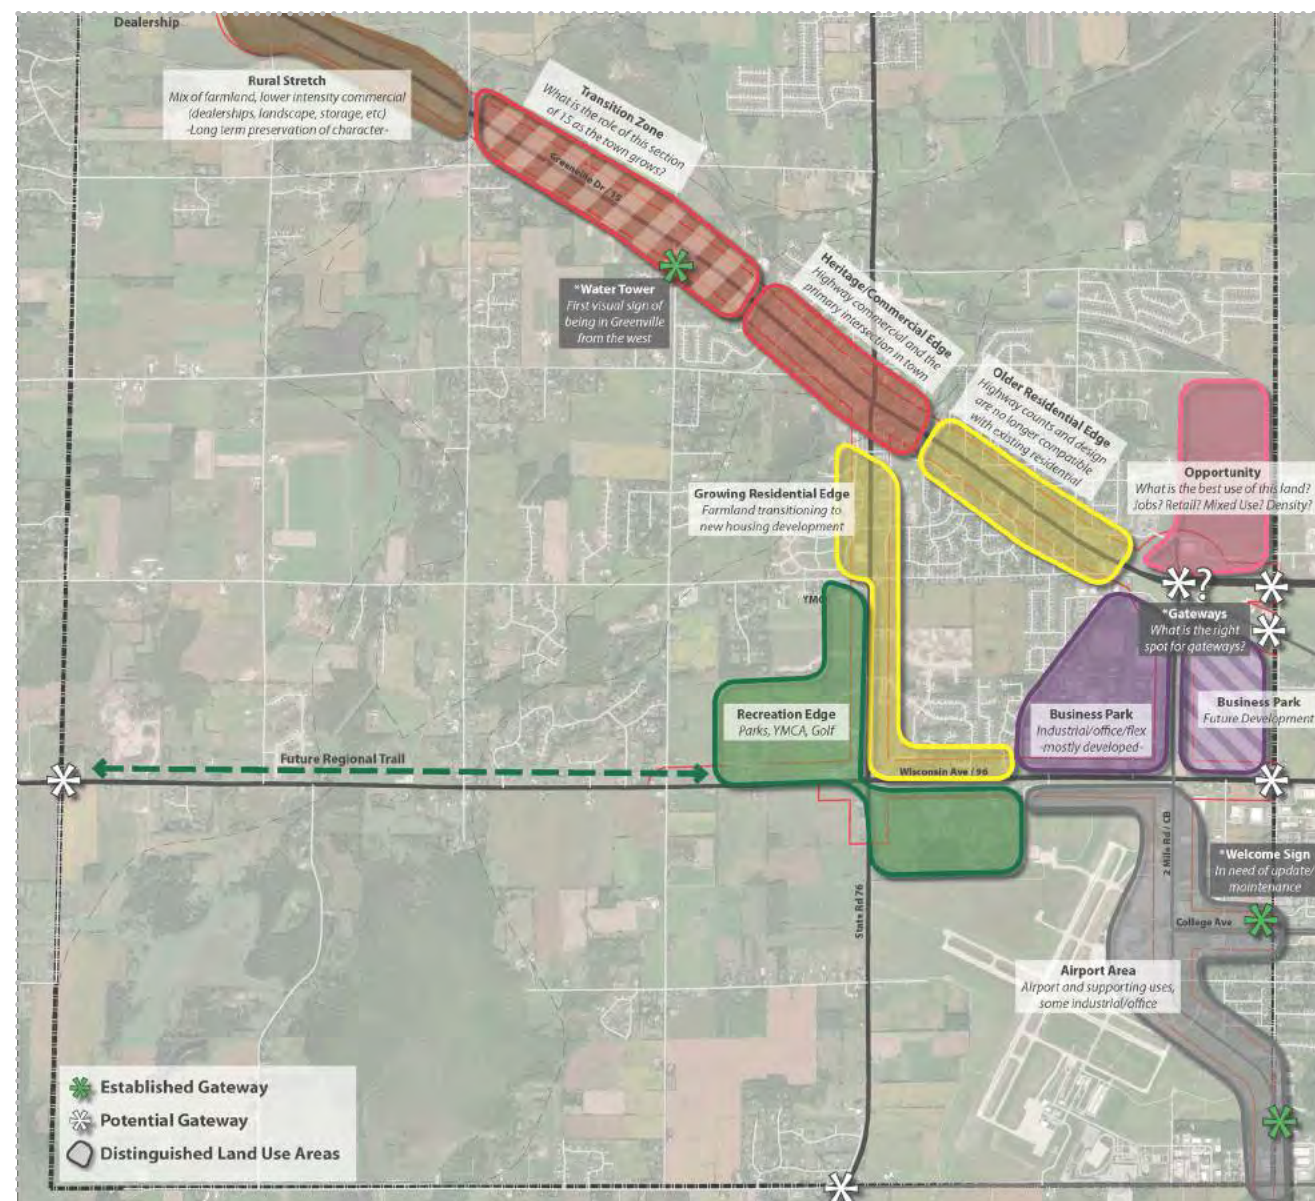 Dealership
Rural Stretch
Mix of farmland, lower intensity commercial
(dealerships, landscape, storage, etc)
-Long term preservation of character-
Transition Zone
What is the role of this section
of 15 as the town grows?
Greenville Dr / 15
*Water Tower
First visual sign of
being in Greenville
from the west
Heritage/Commercial Edge
Highway commercial and the
primary intersection in town
Older Residential Edge
Highway counts and design
are no longer compatible
with existing residential
Opportunity
What is the best use of this land?
Jobs? Retail? Mixed Use? Density?
Growing Residential Edge
Farmland transitioning to
new housing development
?
*Gateways
What is the right
spot for gateways?
YMC
Recreation Edge
Parks, YMCA, Golf
Business Park
Industrial/office/flex
-mostly developed-
Business Park
Future Development
Future Regional Trail
Wisconsin Ave / 96
2 Mile Rd / CB
*Welcome Sign
In need of update/
maintenance
State Rd 76
College Ave
Airport Area
Airport and supporting uses,
some industrial/office
Established Gateway
Potential Gateway
Distinguished Land Use Areas